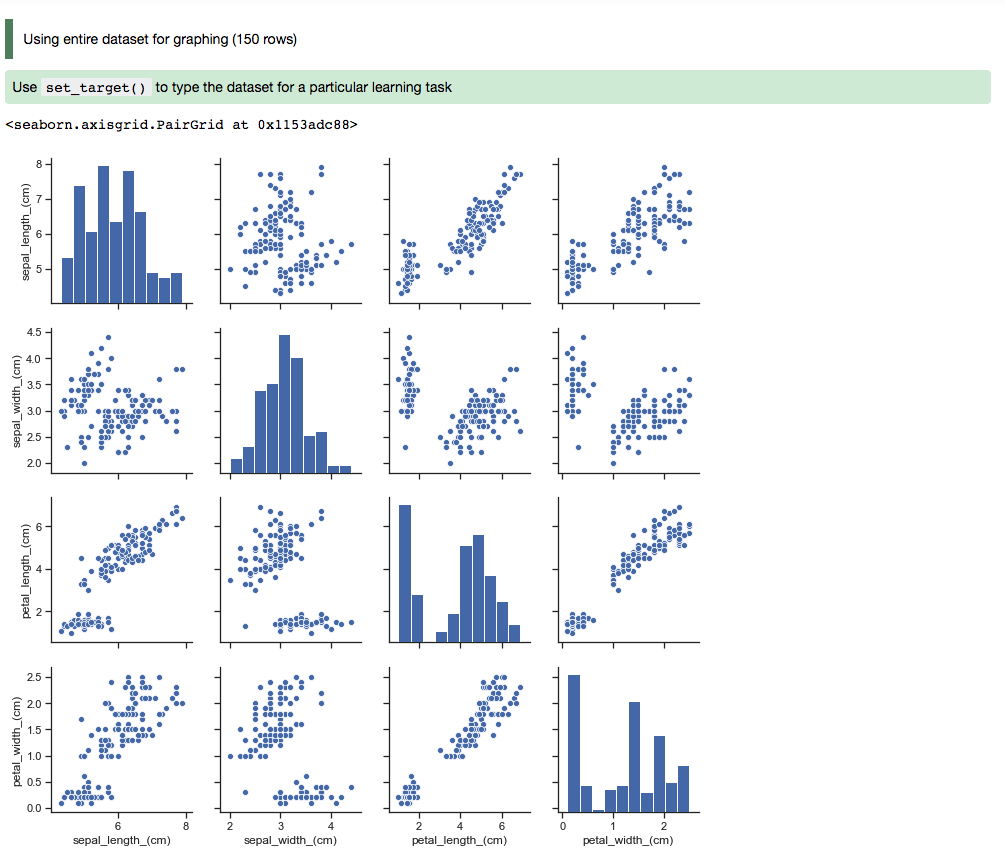 Using entire dataset for graphing (150 rows)
Use set_target() to type the dataset for a particular learning task
<seaborn.axisgrid.PairGrid at 0x1153adc88>
8
7
6
5
sepal_length_(cm)
4.5
4.0
3.5
3.0
2.5
2.0
sepal_width_(cm)
6
4
2
petal_length_(cm)
2.5
2.0
1.5
1.0
0.5
0.0
petal_width_(cm)
6 8 2 3 4 2 4 6 0 1 2
sepal_length_(cm) sepal_width_(cm) petal_length_(cm) petal_width_(cm)